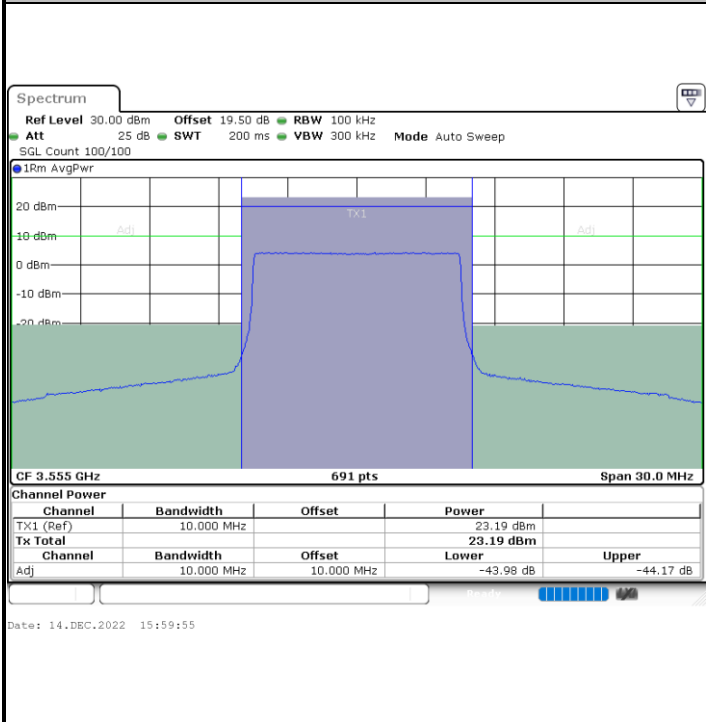 Spectrum
Ref Level 30.00 dBm Offset 19.50 dB RBW 100 kHz
Att 25 dB SWT 200 ms VBW 300 kHz Mode Auto Sweep
SGL Count 100/100
1Rm AvgPwr
20 dBm
TX1
10 dBm
Adj
Adj
0 dBm
-10 dBm
-20 dBm
CF 3.555 GHz 691 pts Span 30.0 MHz
Channel Power
Channel Bandwidth Offset Power
TX1 (Ref) 10.000 MHz 23.19 dBm
Tx Total 23.19 dBm
Channel Bandwidth Offset Lower Upper
Adj 10.000 MHz 10.000 MHz -43.98 dB -44.17 dB
Ready
Date: 14.DEC.2022 15:59:55